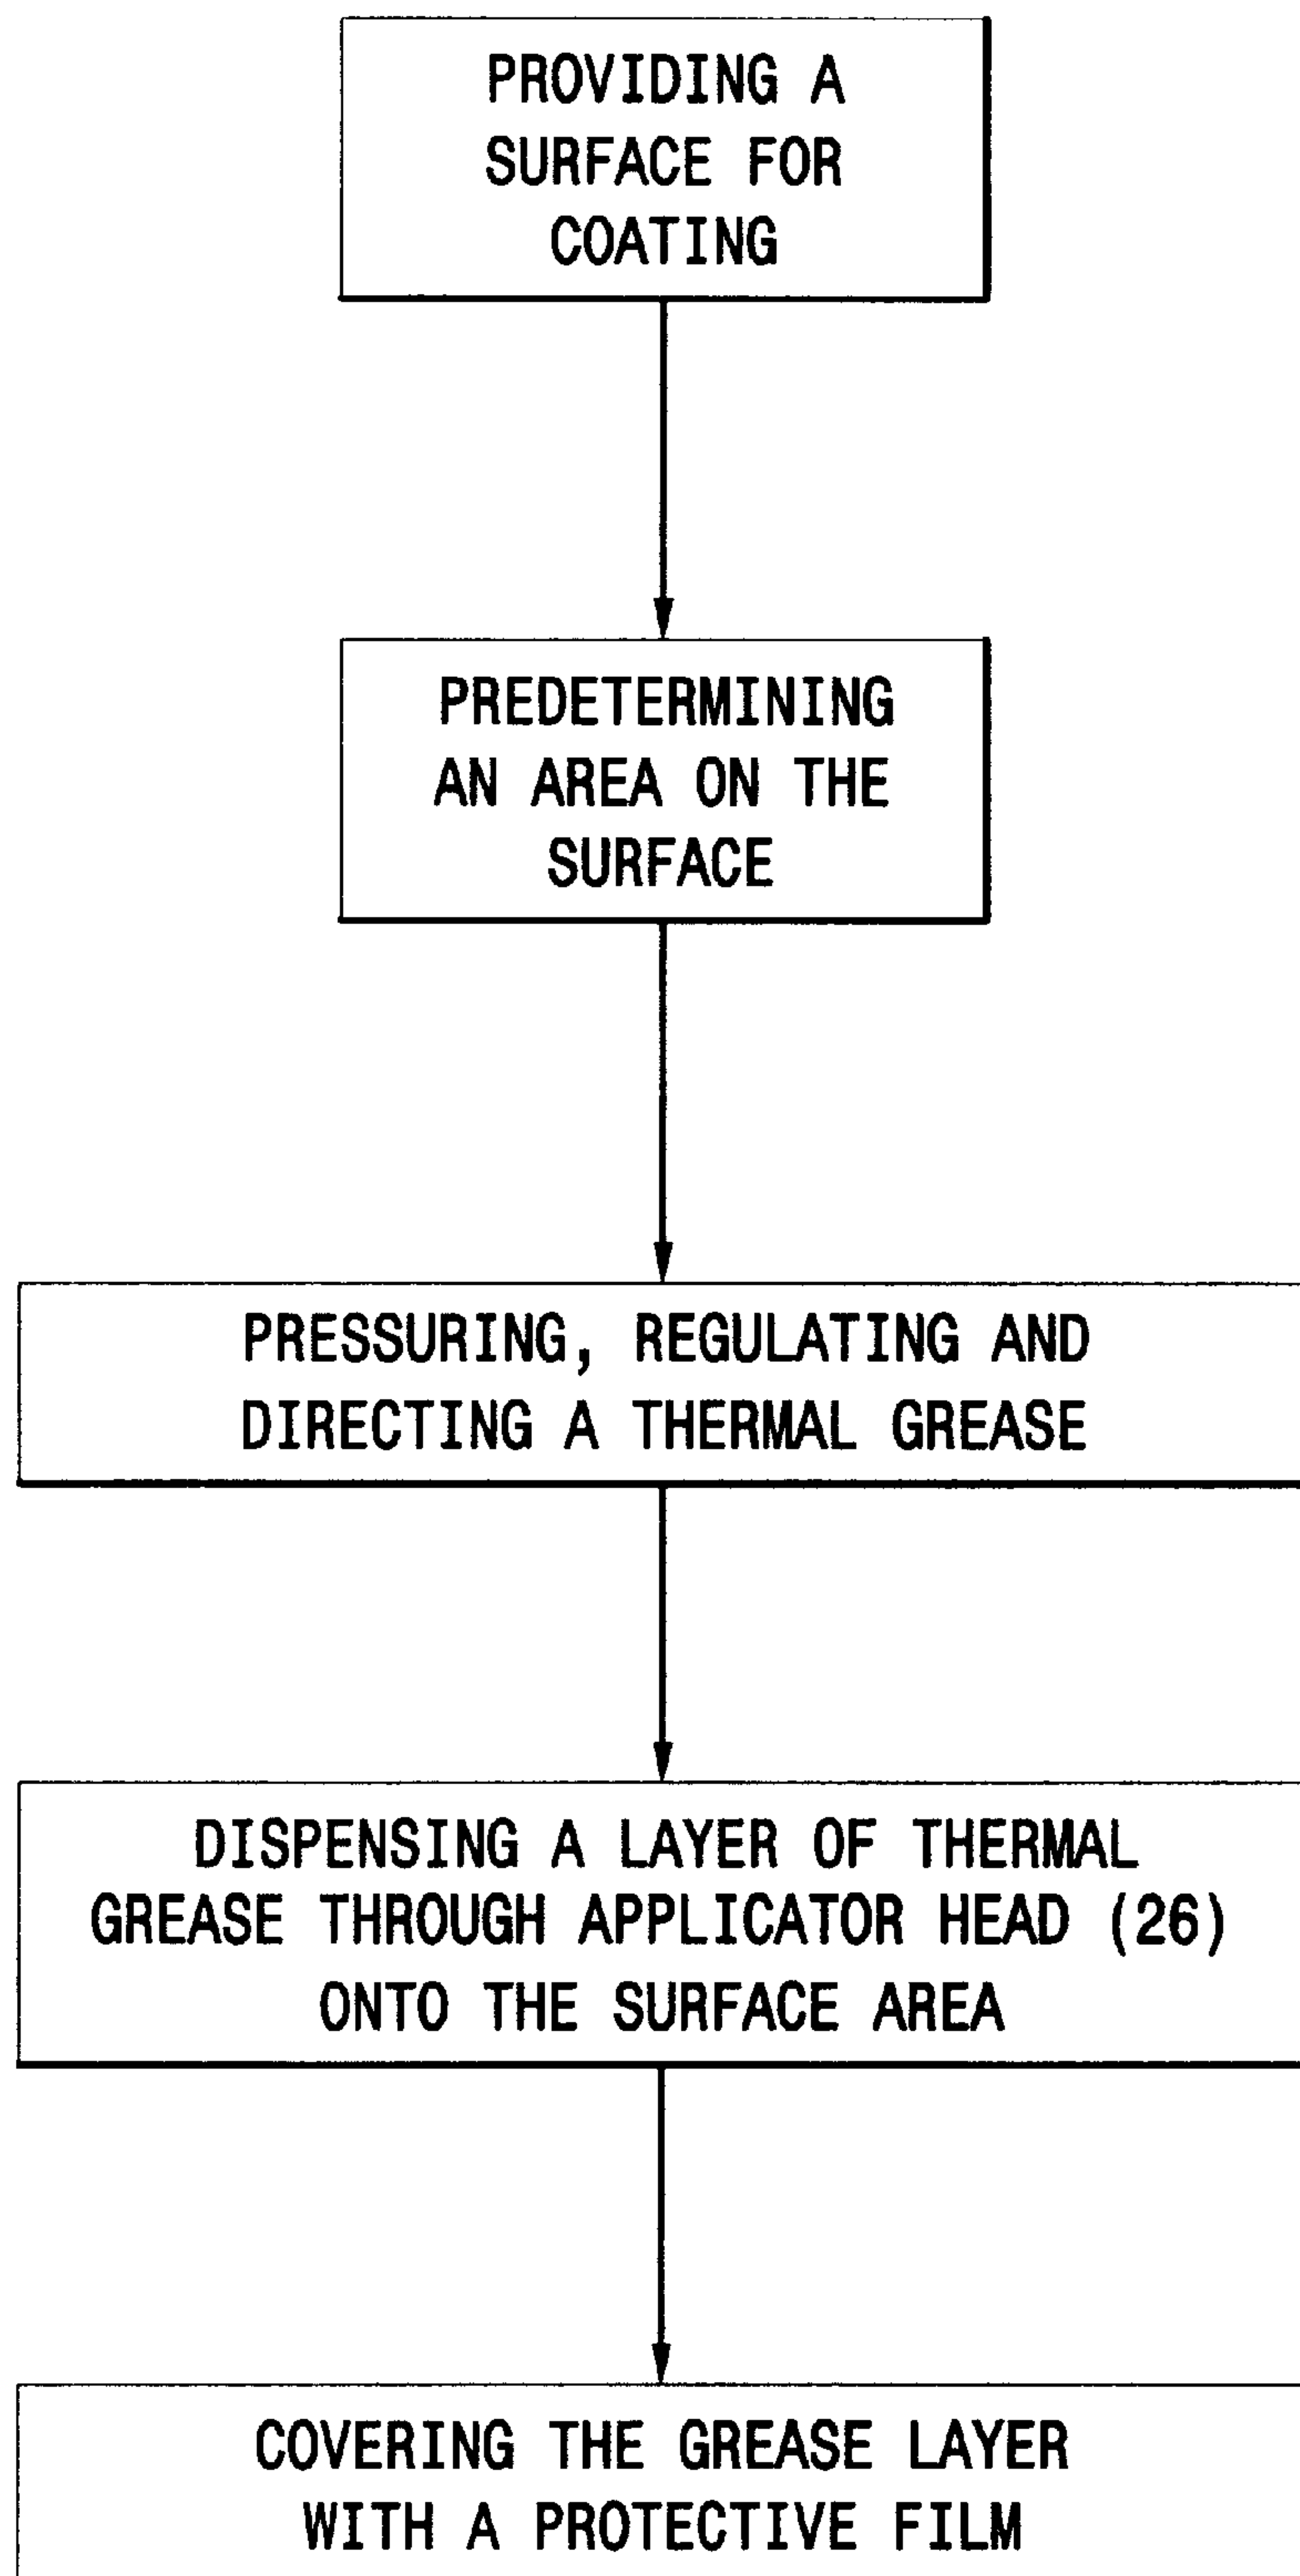 PROVIDING A
SURFACE FOR
COATING
PREDETERMINING
AN AREA ON THE
SURFACE
PRESSURING, REGULATING AND
DIRECTING A THERMAL GREASE
DISPENSING A LAYER OF THERMAL
GREASE THROUGH APPLICATOR HEAD (26)
ONTO THE SURFACE AREA
COVERING THE GREASE LAYER
WITH A PROTECTIVE FILM